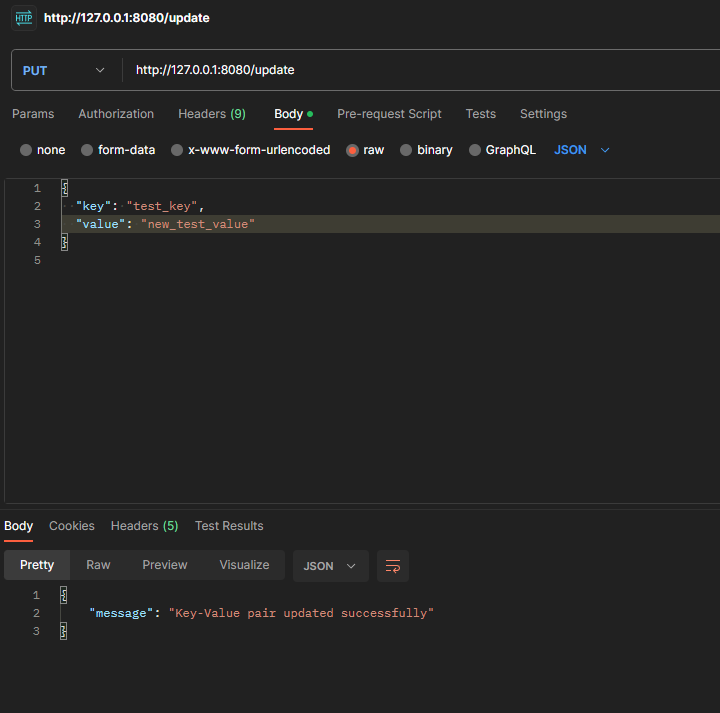 HTTP http://127.0.0.1:8080/update
PUT http://127.0.0.1:8080/update
Params Authorization Headers (9) Body Pre-request Script Tests Settings
none form-data x-www-form-urlencoded raw binary GraphQL JSON
1 {
2 "key": "test_key",
3 "value": "new_test_value"
4 }
5
Body Cookies Headers (5) Test Results
Pretty Raw Preview Visualize JSON
1 {
2 "message": "Key-Value pair updated successfully"
3 }